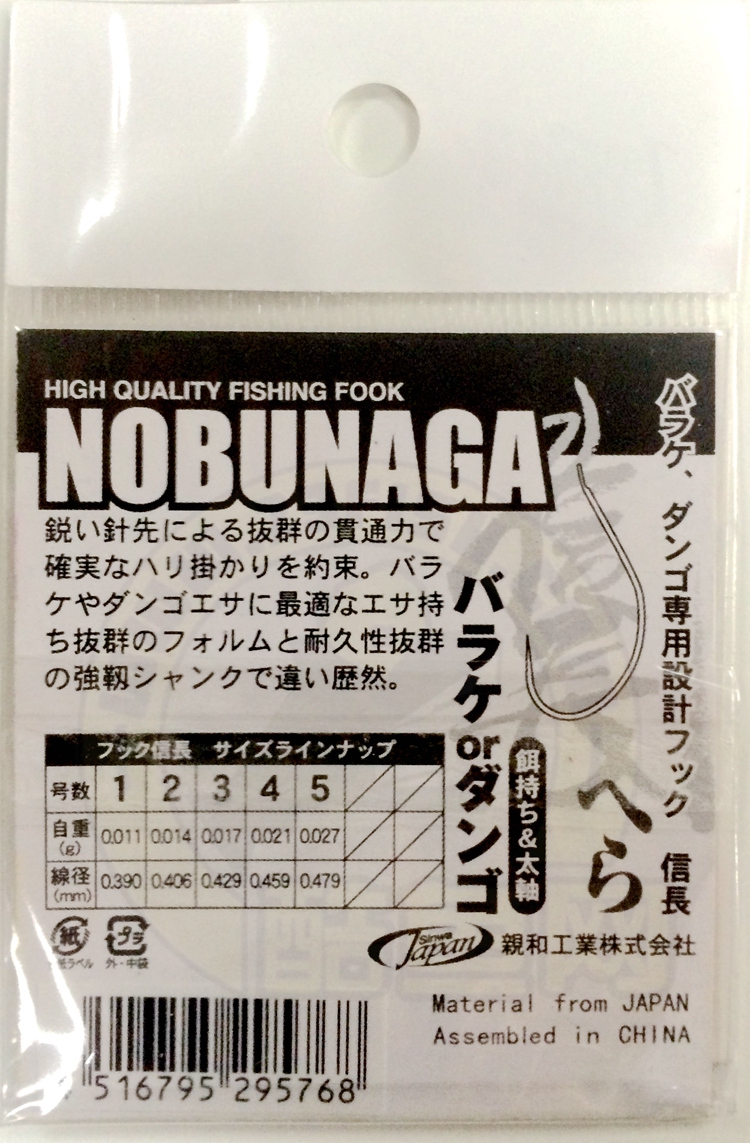 HIGH QUALITY FISHING FOOK
NOBUNAGA
鋭い針先による抜群の貫通力で
確実なハリ掛かりを約束。バラ
ケやダンゴエサに最適なエサ持
ち抜群のフォルムと耐久性抜群
の強靱シャンクで違い歴然。
バラケ、ダンゴ専用設計フック 信長
へら
バラケorダンゴ
餌持ち&太軸
フック信長 サイズラインナップ
号数 1 2 3 4 5
自重(g) 0.011 0.014 0.017 0.021 0.027
線径(mm) 0.390 0.406 0.429 0.459 0.479
紙 プラ
紙ラベル 外・中袋
Sinwa Japan 親和工業株式会社
Material from JAPAN
Assembled in CHINA
516795 295768